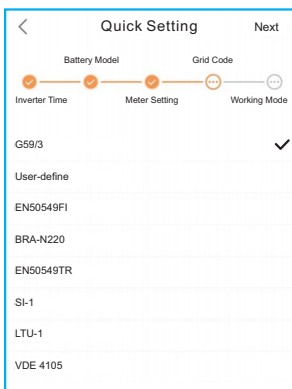 Quick Setting Next
Battery Model Grid Code
Inverter Time Meter Setting Working Mode
G59/3
User-define
EN50549FI
BRA-N220
EN50549TR
SI-1
LTU-1
VDE 4105